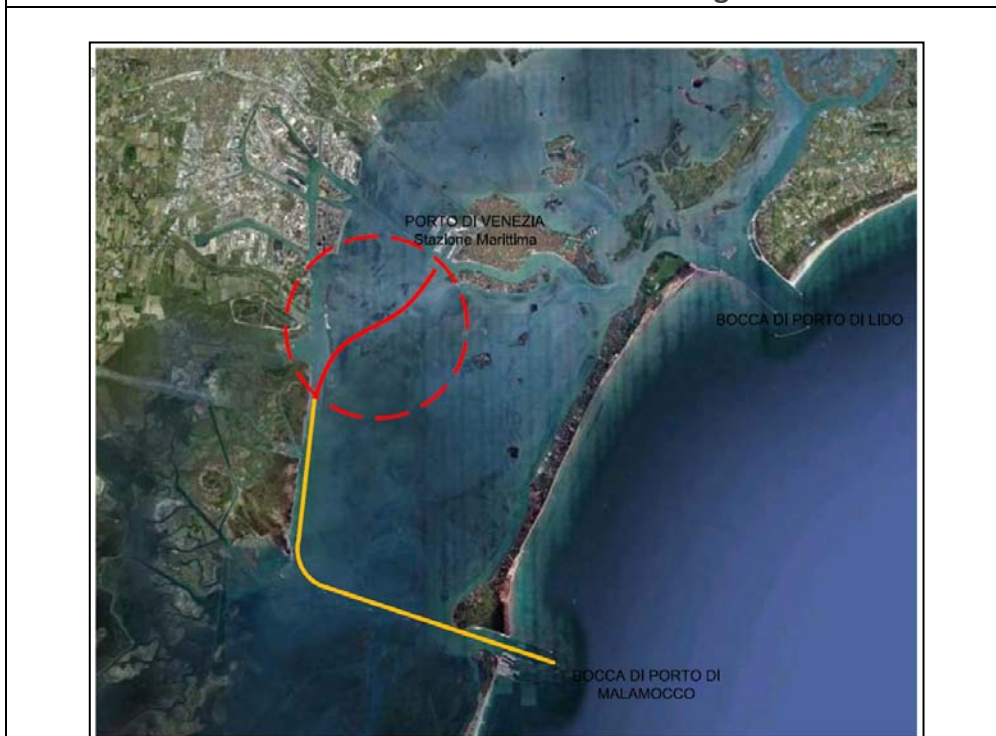 PORTO DI VENEZIA
Stazione Marittima
BOCCA DI PORTO DI LIDO
BOCCA DI PORTO DI
MALAMOCCO